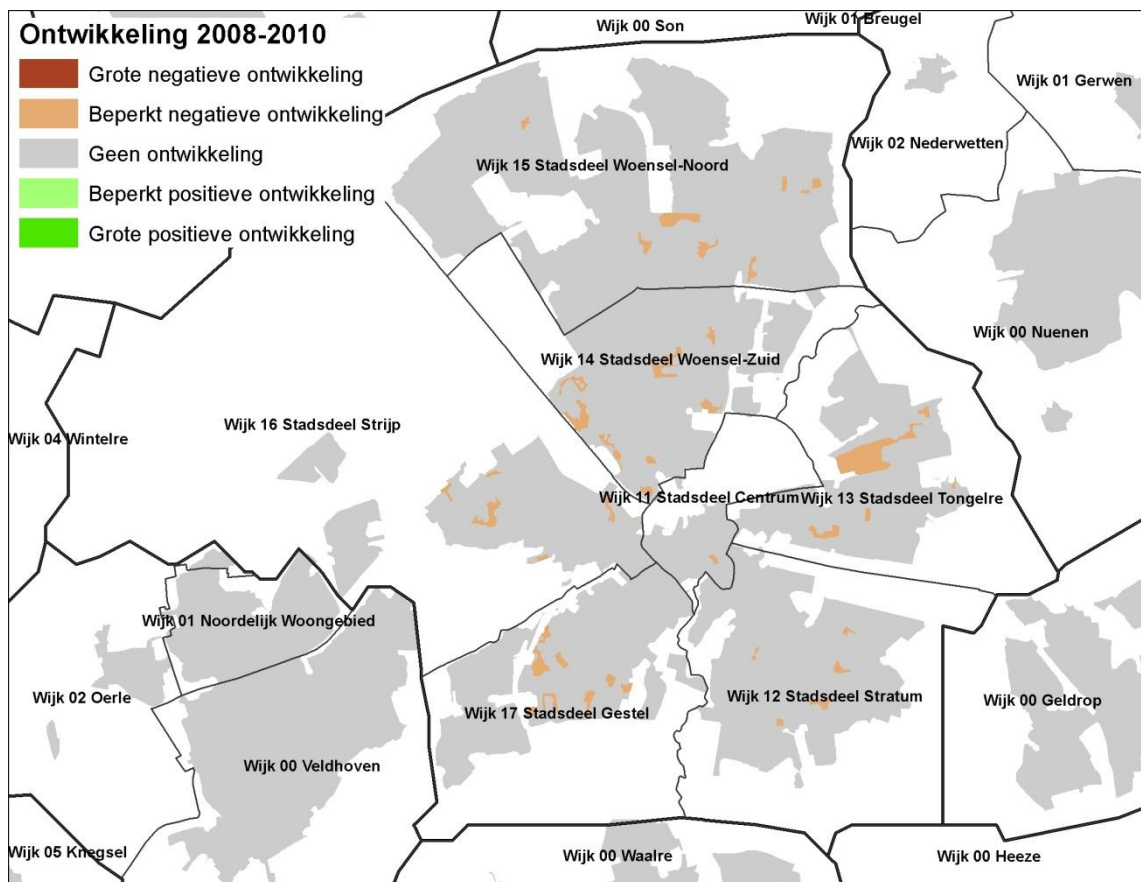 Ontwikkeling 2008-2010
Grote negatieve ontwikkeling
Beperkt negatieve ontwikkeling
Geen ontwikkeling
Beperkt positieve ontwikkeling
Grote positieve ontwikkeling
Wijk 00 Son
Wijk 01 Breugel
Wijk 01 Gerwen
Wijk 02 Nederwetten
Wijk 15 Stadsdeel Woensel-Noord
Wijk 00 Nuenen
Wijk 14 Stadsdeel Woensel-Zuid
Wijk 16 Stadsdeel Strijp
Wijk 04 Wintelre
Wijk 11 Stadsdeel Centrum
Wijk 13 Stadsdeel Tongelre
Wijk 01 Noordelijk Woongebied
Wijk 02 Oerle
Wijk 17 Stadsdeel Gestel
Wijk 12 Stadsdeel Stratum
Wijk 00 Geldrop
Wijk 00 Veldhoven
Wijk 05 Knegsel
Wijk 00 Waalre
Wijk 00 Heeze